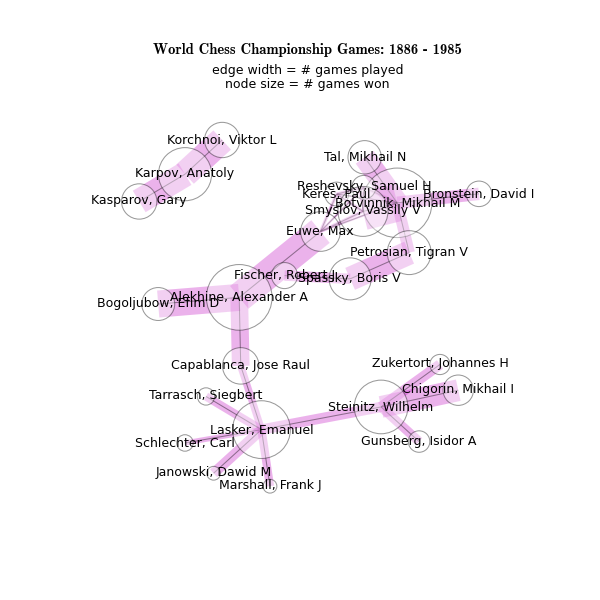 World Chess Championship Games: 1886 - 1985
edge width = # games played
node size = # games won
Korchnoi, Viktor L
Tal, Mikhail N
Karpov, Anatoly
Reshevsky, Samuel H
Keres, Paul
Bronstein, David I
Kasparov, Gary
Botvinnik, Mikhail M
Smyslov, Vassily V
Euwe, Max
Petrosian, Tigran V
Fischer, Robert J
Spassky, Boris V
Alekhine, Alexander A
Bogoljubow, Efim D
Capablanca, Jose Raul
Zukertort, Johannes H
Tarrasch, Siegbert
Chigorin, Mikhail I
Steinitz, Wilhelm
Lasker, Emanuel
Schlechter, Carl
Gunsberg, Isidor A
Janowski, Dawid M
Marshall, Frank J